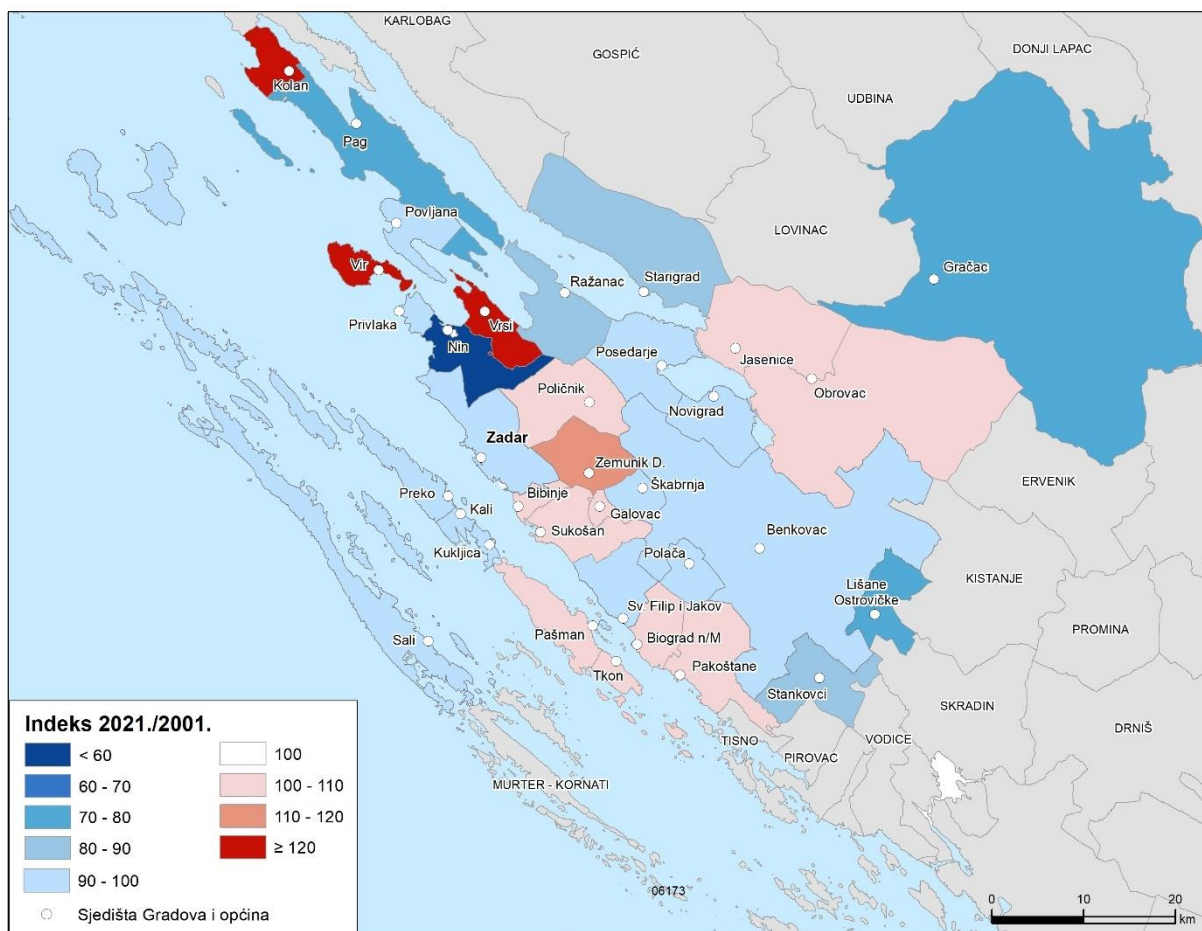 KARLOBAG
GOSPIĆ
DONJI LAPAC
UDBINA
Kolan
Pag
Povljana
LOVINAC
Vir
Ražanac
Starigrad
Gračac
Privlaka
Vrsi
Nin
Posedarje
Jasenice
Obrovac
Poličnik
Novigrad
Zadar
Zemunik D.
Škabrnja
ERVENIK
Preko
Bibinje
Kali
Galovac
Sukošan
Benkovac
Kukljica
Polača
KISTANJE
Lišane
Ostrovičke
Sv. Filip i Jakov
PROMINA
Pašman
Biograd n/M
Sali
Tkon
Pakoštane
Stankovci
SKRADIN
DRNIŠ
TISNO
VODICE
PIROVAC
MURTER - KORNATI
06173
Indeks 2021./2001.
< 60
60 - 70
70 - 80
80 - 90
90 - 100
100
100 - 110
110 - 120
≥ 120
Sjedišta Gradova i općina
0 10 20
km